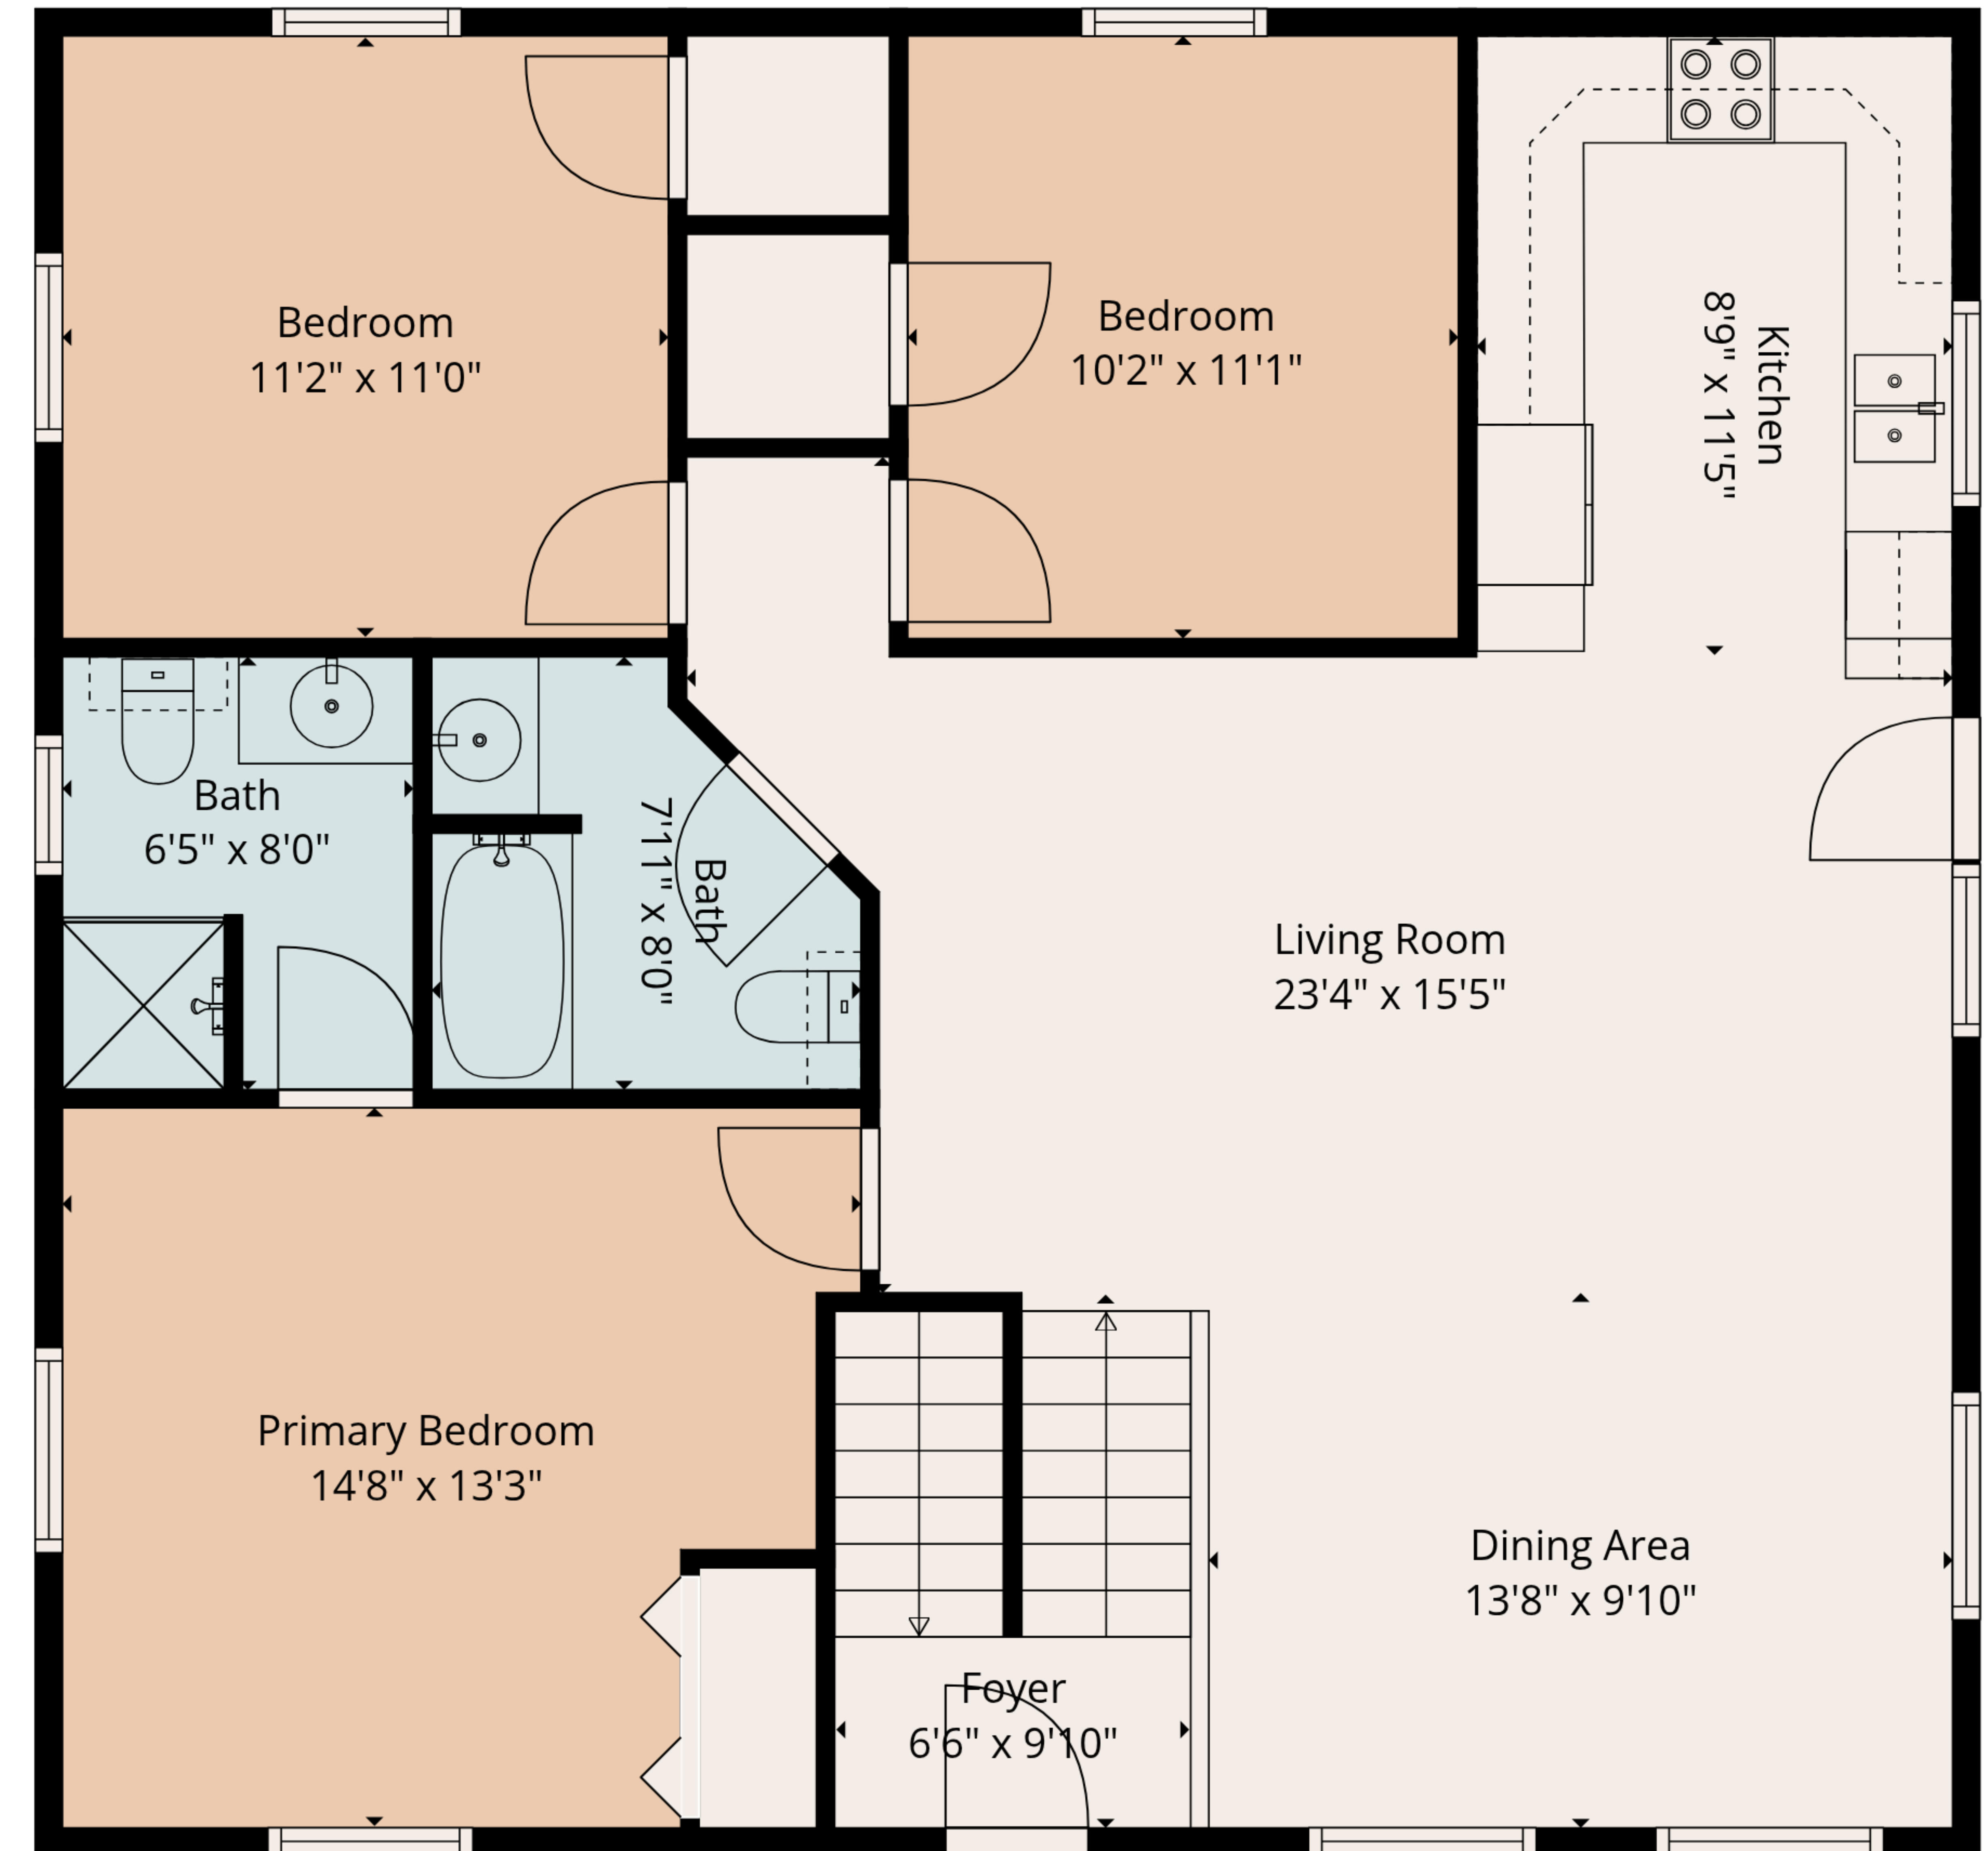 Bedroom
11'2" x 11'0"
Bedroom
10'2" x 11'1"
Kitchen
8'9" x 11'5"
Bath
6'5" x 8'0"
Bath
7'11" x 8'0"
Living Room
23'4" x 15'5"
Primary Bedroom
14'8" x 13'3"
Dining Area
13'8" x 9'10"
Foyer
6'6" x 9'10"